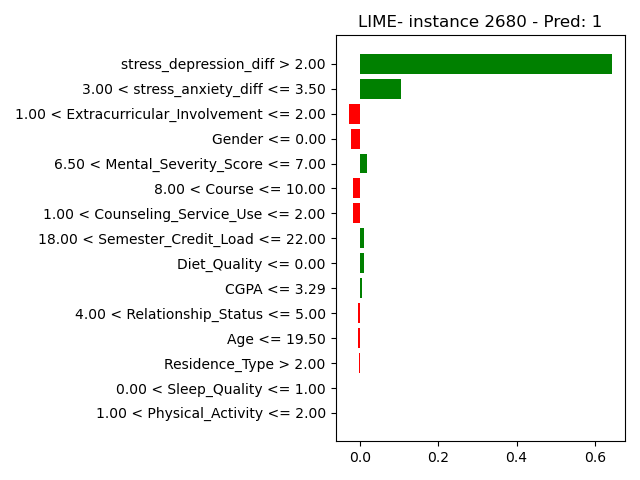 LIME- instance 2680 - Pred: 1
stress_depression_diff > 2.00
3.00 < stress_anxiety_diff <= 3.50
1.00 < Extracurricular_Involvement <= 2.00
Gender <= 0.00
6.50 < Mental_Severity_Score <= 7.00
8.00 < Course <= 10.00
1.00 < Counseling_Service_Use <= 2.00
18.00 < Semester_Credit_Load <= 22.00
Diet_Quality <= 0.00
CGPA <= 3.29
4.00 < Relationship_Status <= 5.00
Age <= 19.50
Residence_Type > 2.00
0.00 < Sleep_Quality <= 1.00
1.00 < Physical_Activity <= 2.00
0.0 0.2 0.4 0.6